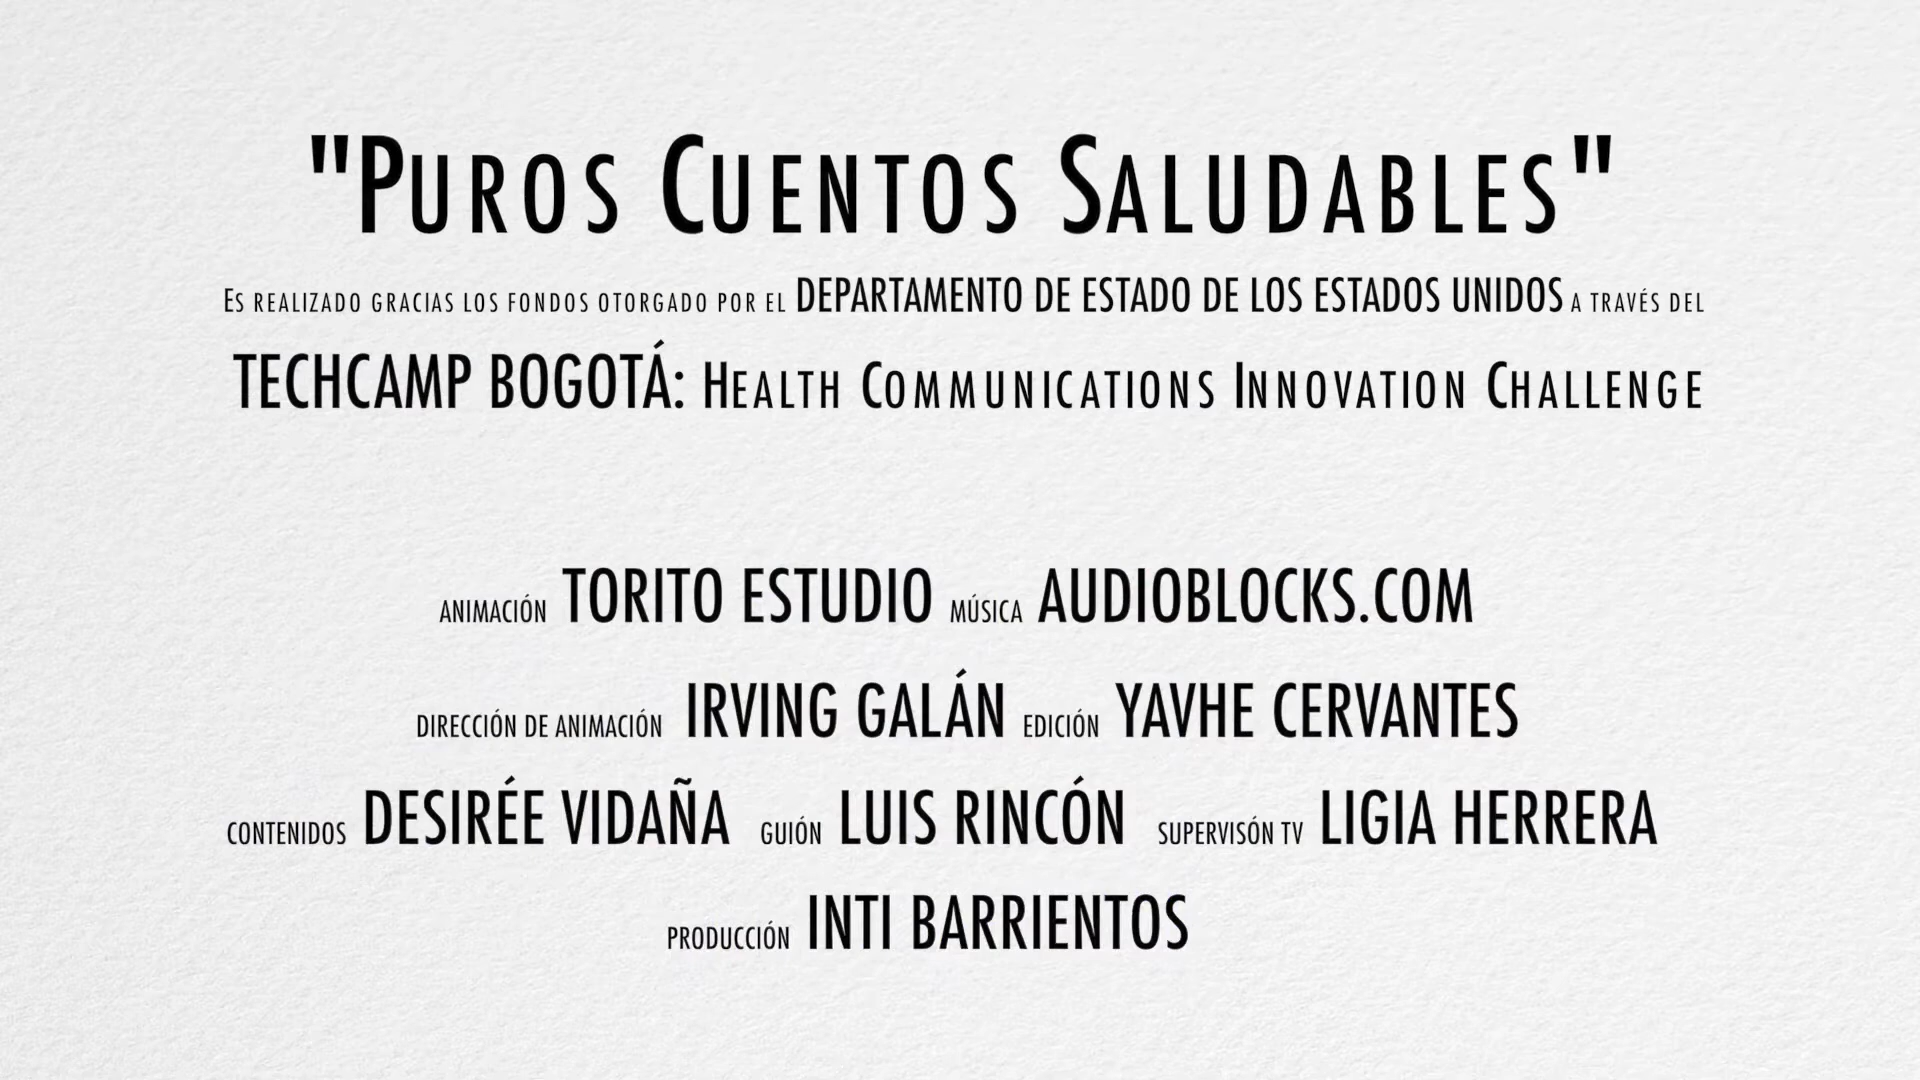 "Puros Cuentos Saludables"
Es realizado gracias los fondos otorgado por el DEPARTAMENTO DE ESTADO DE LOS ESTADOS UNIDOS a través del
TECHCAMP BOGOTÁ: Health Communications Innovation Challenge
ANIMACIÓN TORITO ESTUDIO MÚSICA AUDIOBLOCKS.COM
DIRECCIÓN DE ANIMACIÓN IRVING GALÁN EDICIÓN YAVHE CERVANTES
CONTENIDOS DESIRÉE VIDAÑA GUIÓN LUIS RINCÓN SUPERVISÓN TV LIGIA HERRERA
PRODUCCIÓN INTI BARRIENTOS